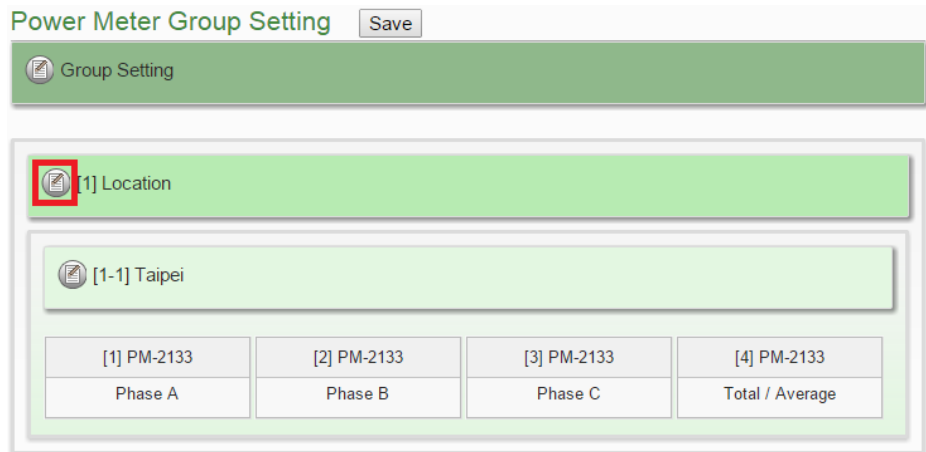 Power Meter Group Setting Save
Group Setting
[1] Location
[1-1] Taipei
[1] PM-2133 [2] PM-2133 [3] PM-2133 [4] PM-2133
Phase A Phase B Phase C Total / Average